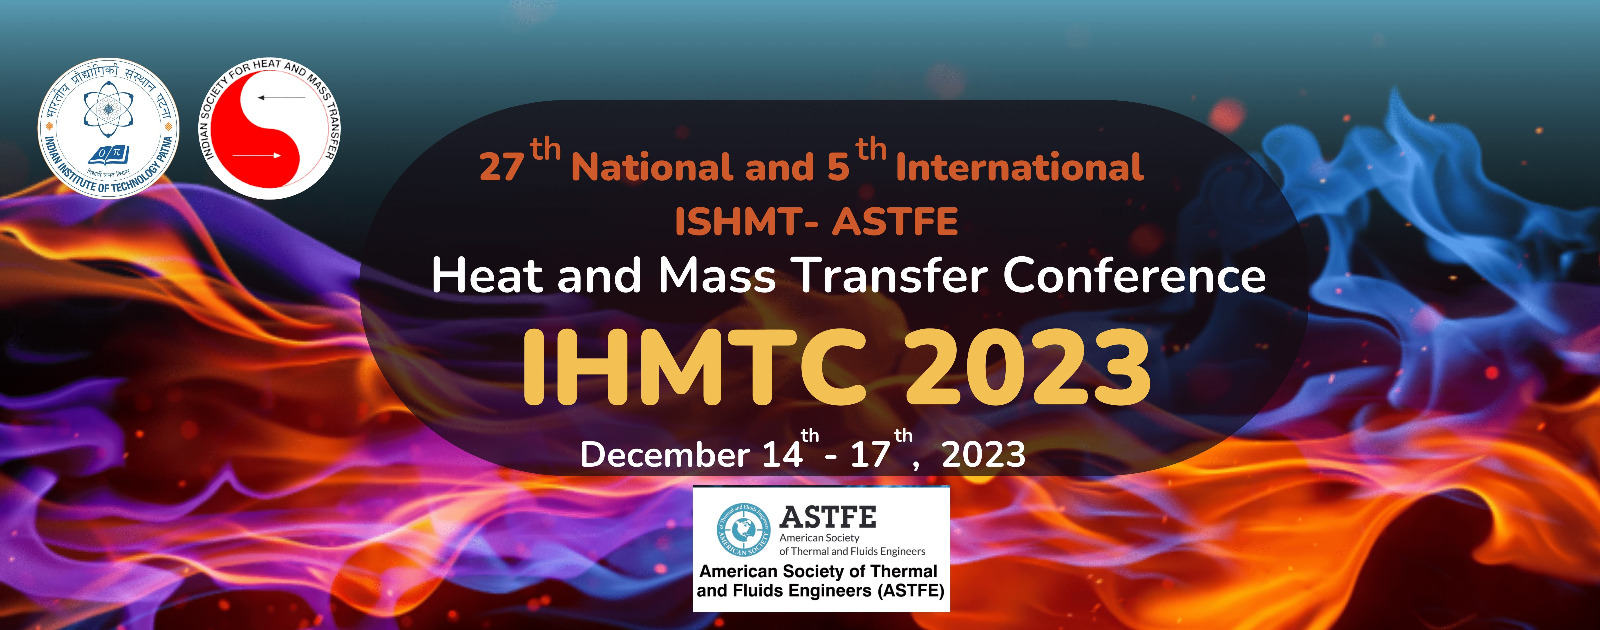 भारतीय प्रौद्योगिकी संस्थान पटना
INDIAN INSTITUTE OF TECHNOLOGY PATNA
INDIAN SOCIETY FOR HEAT AND MASS TRANSFER
27th National and 5th International
ISHMT- ASTFE
Heat and Mass Transfer Conference
IHMTC 2023
December 14th - 17th, 2023
ASTFE
American Society
of Thermal and Fluids Engineers
American Society of Thermal
and Fluids Engineers (ASTFE)